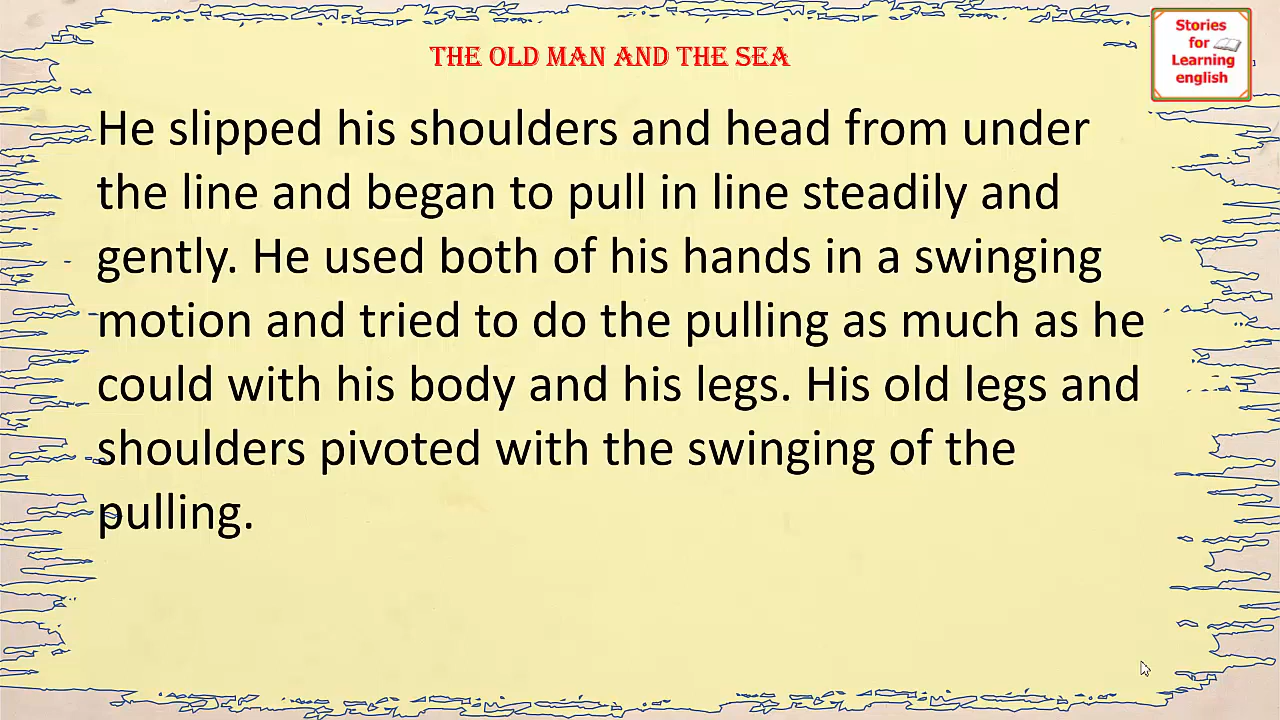 THE OLD MAN AND THE SEA
Stories
for
Learning
english
He slipped his shoulders and head from under
the line and began to pull in line steadily and
gently. He used both of his hands in a swinging
motion and tried to do the pulling as much as he
could with his body and his legs. His old legs and
shoulders pivoted with the swinging of the
pulling.